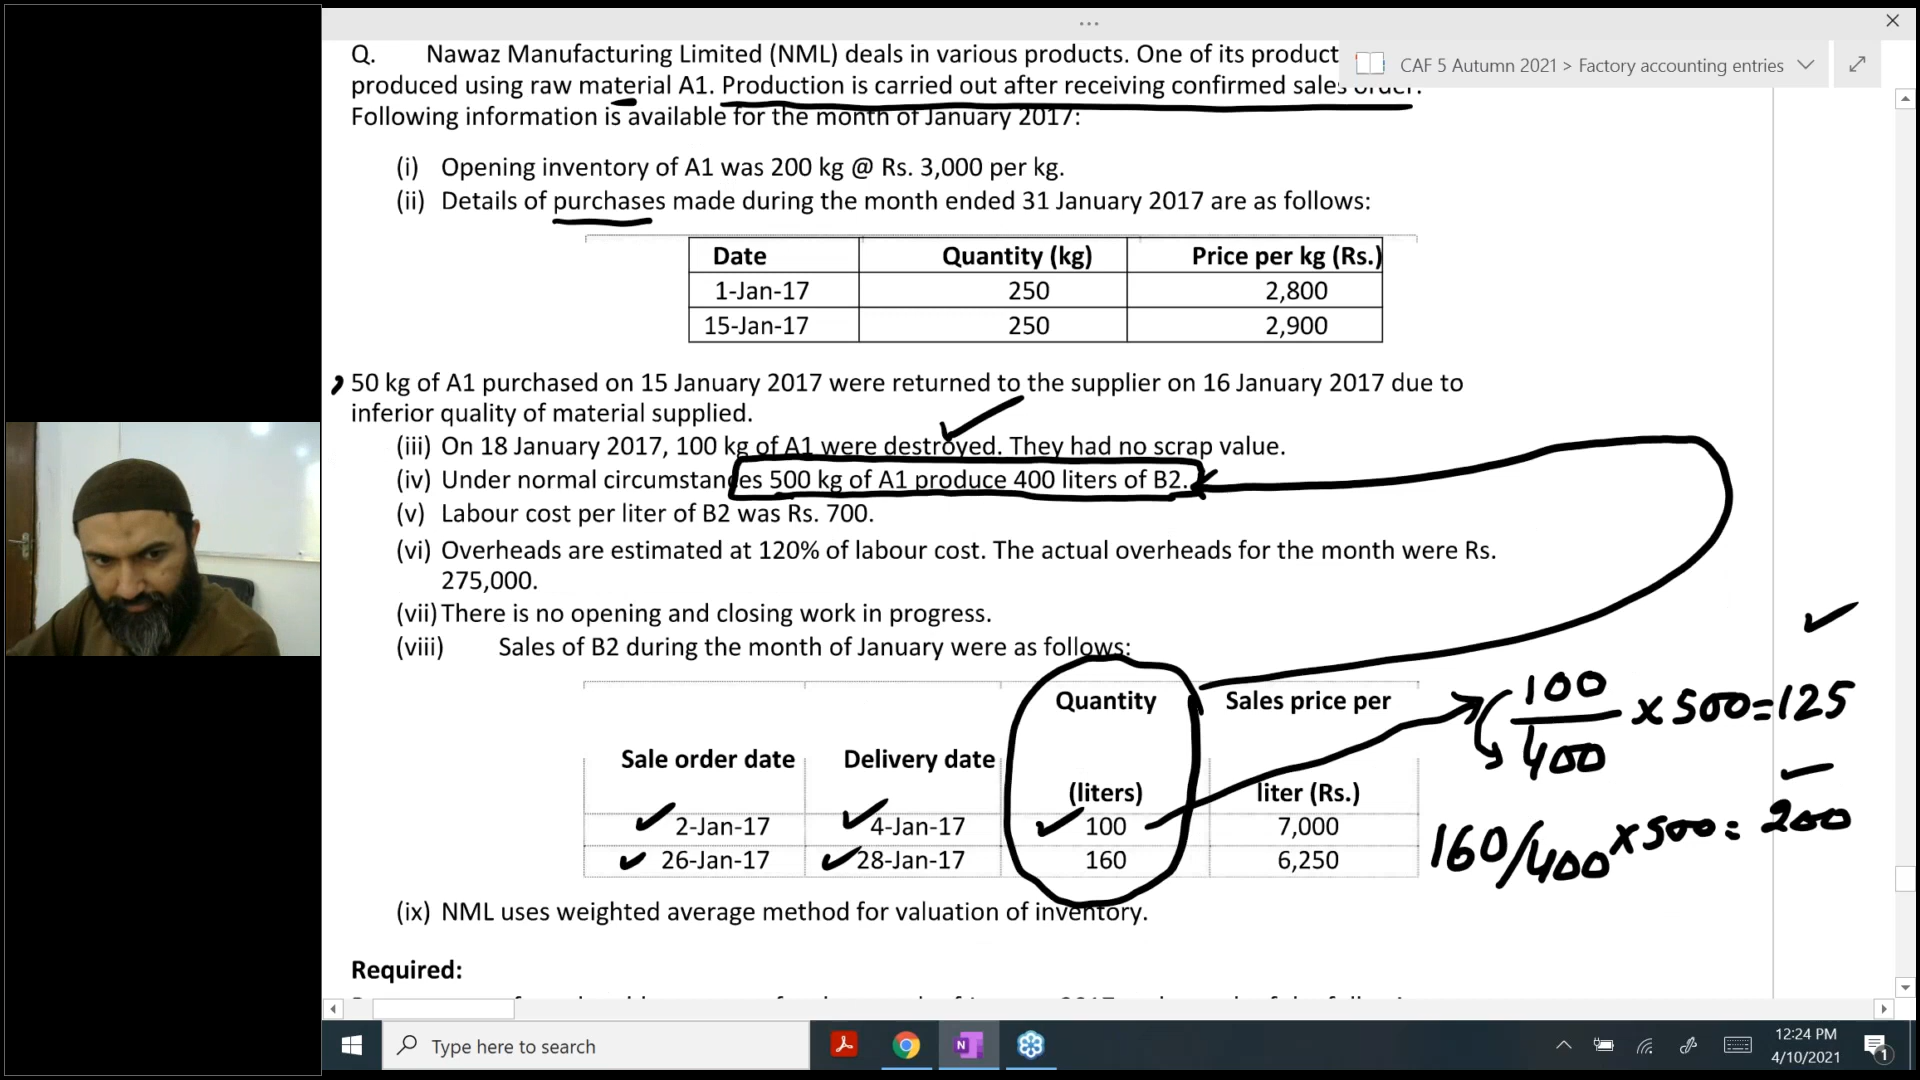 Q. Nawaz Manufacturing Limited (NML) deals in various products. One of its product
CAF 5 Autumn 2021 > Factory accounting entries
produced using raw material A1. Production is carried out after receiving confirmed sales order.
Following information is available for the month of January 2017:
(i) Opening inventory of A1 was 200 kg @ Rs. 3,000 per kg.
(ii) Details of purchases made during the month ended 31 January 2017 are as follows:
Date Quantity (kg) Price per kg (Rs.)
1-Jan-17 250 2,800
15-Jan-17 250 2,900
50 kg of A1 purchased on 15 January 2017 were returned to the supplier on 16 January 2017 due to
inferior quality of material supplied.
(iii) On 18 January 2017, 100 kg of A1 were destroyed. They had no scrap value.
(iv) Under normal circumstances 500 kg of A1 produce 400 liters of B2.
(v) Labour cost per liter of B2 was Rs. 700.
(vi) Overheads are estimated at 120% of labour cost. The actual overheads for the month were Rs.
275,000.
(vii) There is no opening and closing work in progress.
(viii) Sales of B2 during the month of January were as follows:
Quantity Sales price per
Sale order date Delivery date
(liters) liter (Rs.)
2-Jan-17 4-Jan-17 100 7,000
26-Jan-17 28-Jan-17 160 6,250
100/400 x 500 = 125
160/400 x 500 = 200
(ix) NML uses weighted average method for valuation of inventory.
Required:
Type here to search
12:24 PM
4/10/2021
1